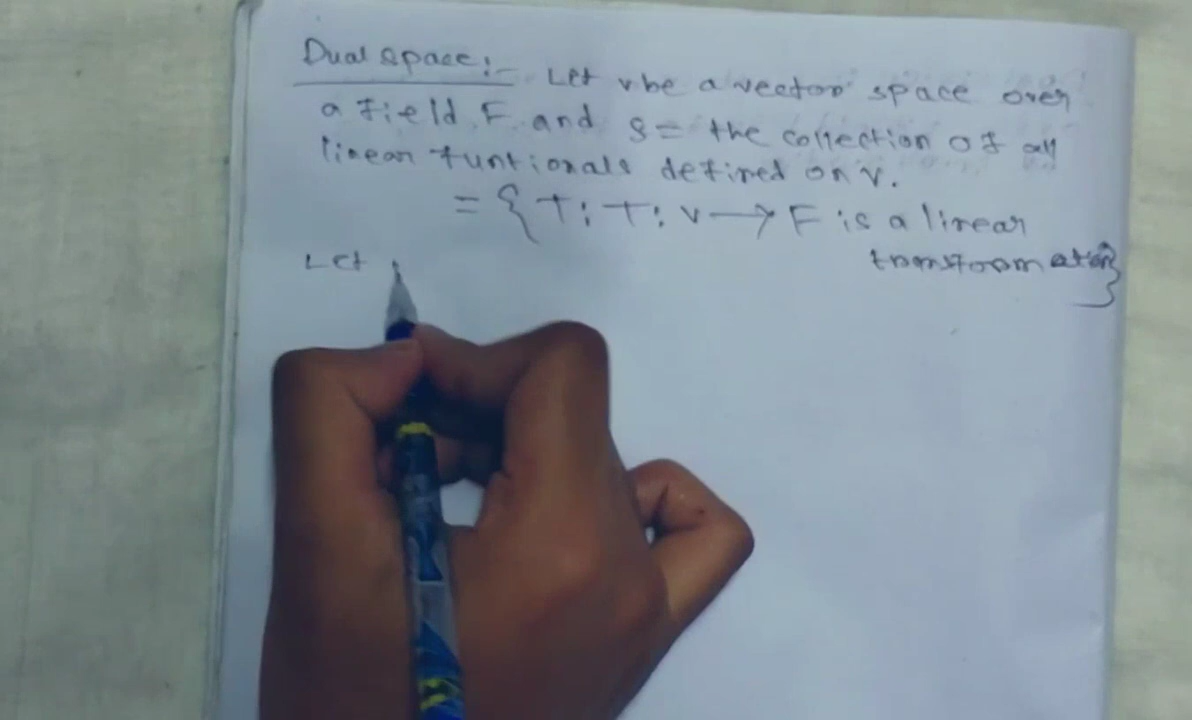 Dual space:- Let v be a vector space over
a field F and S = the collection of all
linear funtionals defined on v.
= { T: T: v → F is a linear
transformation}
Let